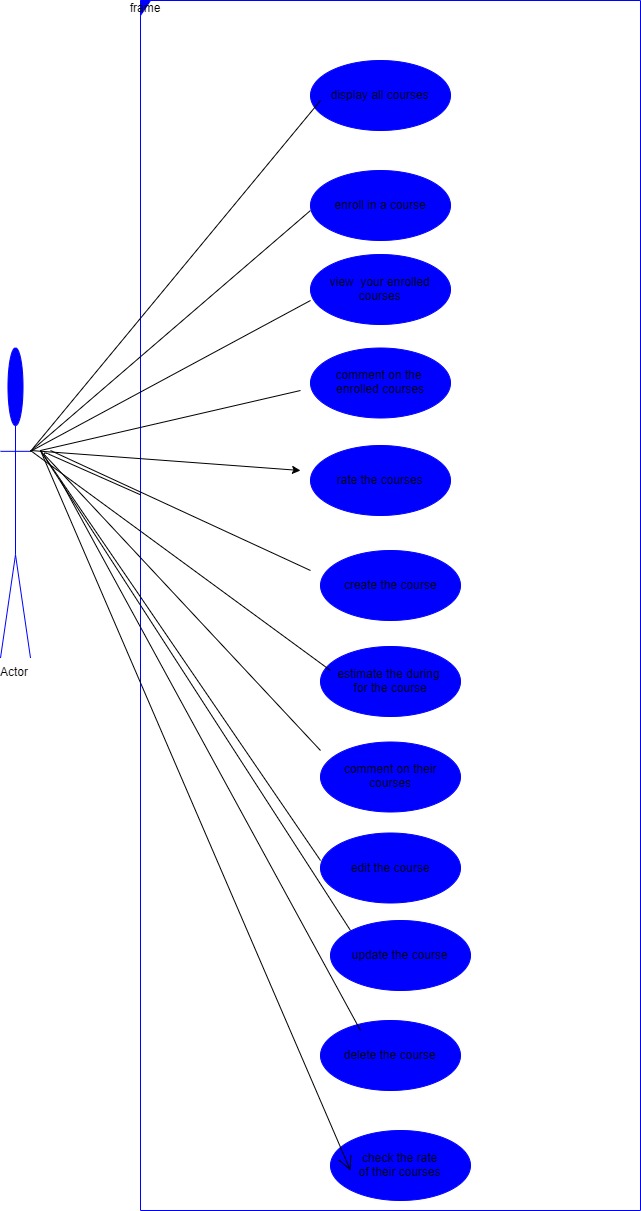 frame
display all courses
enroll in a course
view your enrolled
courses
comment on the
enrolled courses
rate the courses
create the course
Actor
estimate the during
for the course
comment on their
courses
edit the course
update the course
delete the course
check the rate
of their courses